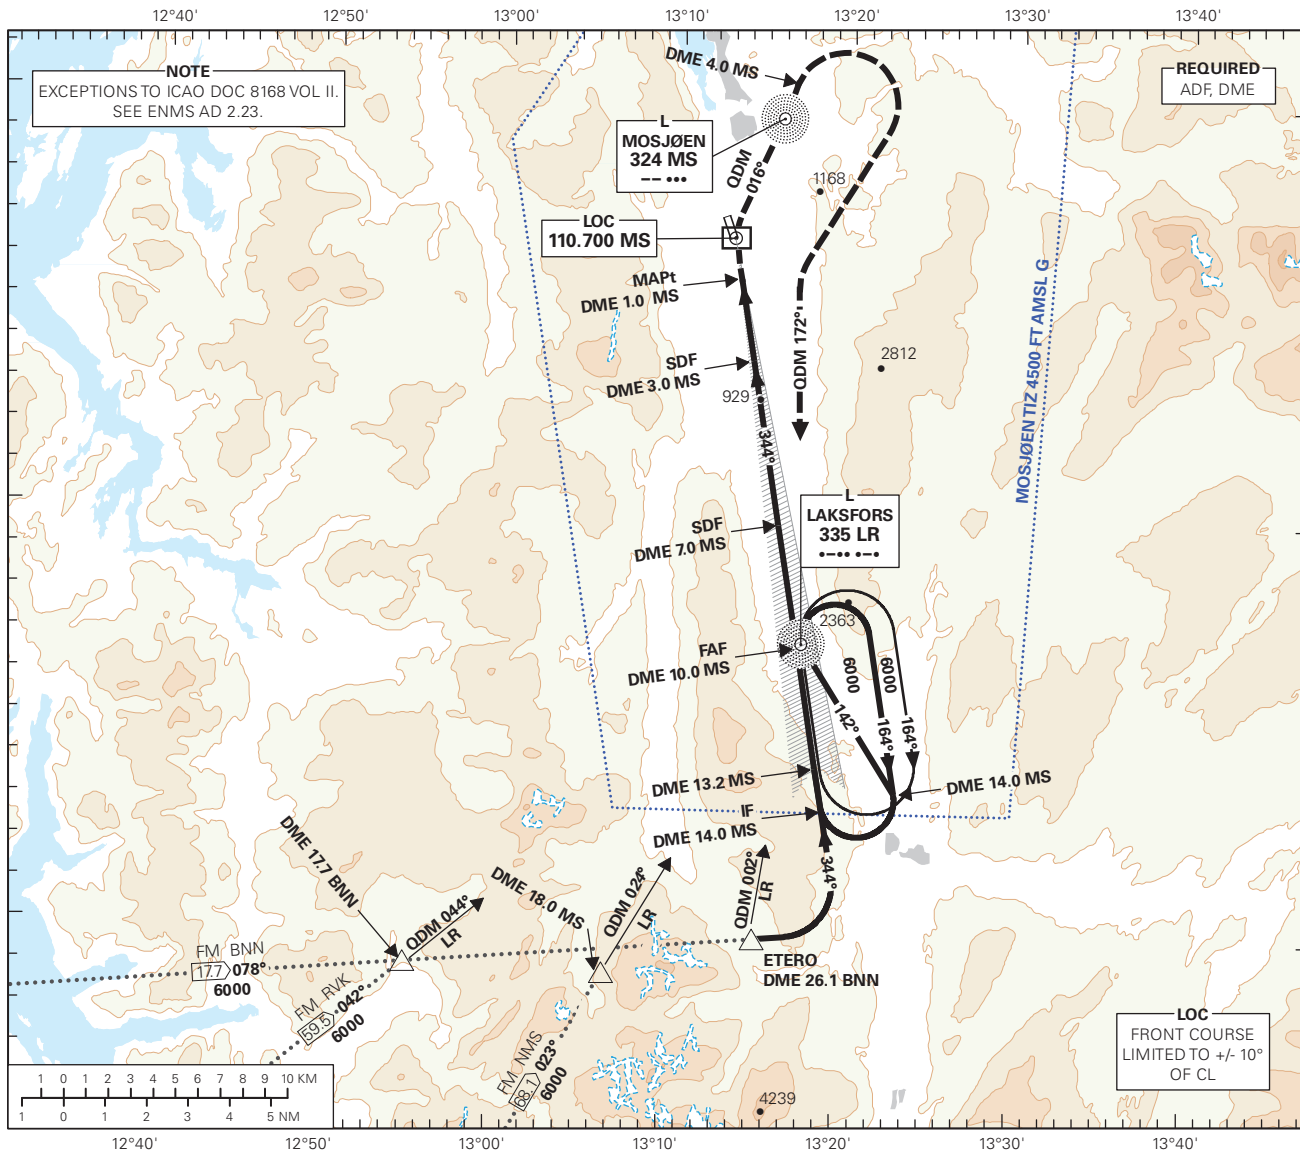 12°40' 12°50' 13°00' 13°10' 13°20' 13°30' 13°40'
NOTE
EXCEPTIONS TO ICAO DOC 8168 VOL II.
SEE ENMS AD 2.23.
REQUIRED
ADF, DME
DME 4.0 MS
L
MOSJØEN
324 MS
QDM 016°
1168
LOC
110.700 MS
MAPt
DME 1.0 MS
SDF
DME 3.0 MS
QDM 172°
2812
929
344°
MOSJØEN TIZ 4500 FT AMSL G
L
LAKSFORS
335 LR
SDF
DME 7.0 MS
2363
FAF
DME 10.0 MS
6000
6000
142°
164°
164°
DME 13.2 MS
DME 14.0 MS
IF
DME 14.0 MS
344°
DME 17.7 BNN
QDM 044°
LR
DME 18.0 MS
QDM 024°
LR
QDM 002°
LR
ETERO
DME 26.1 BNN
FM BNN
17.7 078°
6000
FM RVK
59.5 042°
6000
FM NMS
68.1 023°
6000
4239
LOC
FRONT COURSE
LIMITED TO +/- 10°
OF CL
1 0 1 2 3 4 5 6 7 8 9 10 KM
1 0 1 2 3 4 5 NM
12°40' 12°50' 13°00' 13°10' 13°20' 13°30' 13°40'